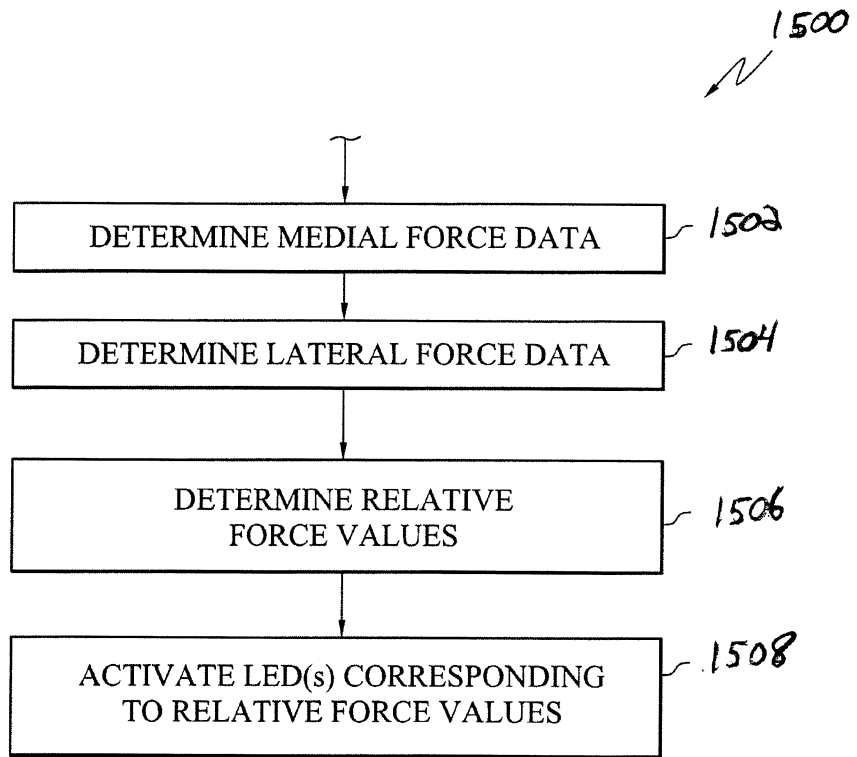 1500
DETERMINE MEDIAL FORCE DATA
1502
DETERMINE LATERAL FORCE DATA
1504
DETERMINE RELATIVE
FORCE VALUES
1506
ACTIVATE LED(s) CORRESPONDING
TO RELATIVE FORCE VALUES
1508